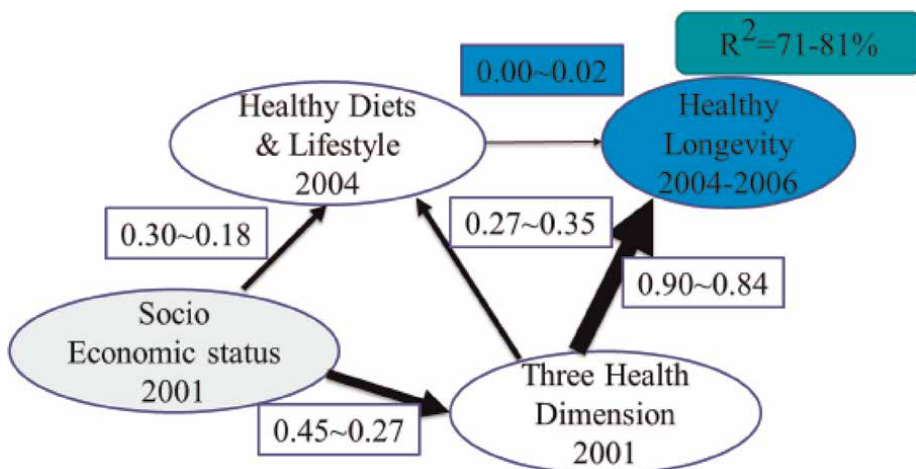 R²=71-81%
0.00~0.02
Healthy Diets
& Lifestyle
2004
Healthy
Longevity
2004-2006
0.30~0.18
0.27~0.35
0.90~0.84
Socio
Economic status
2001
Three Health
Dimension
2001
0.45~0.27